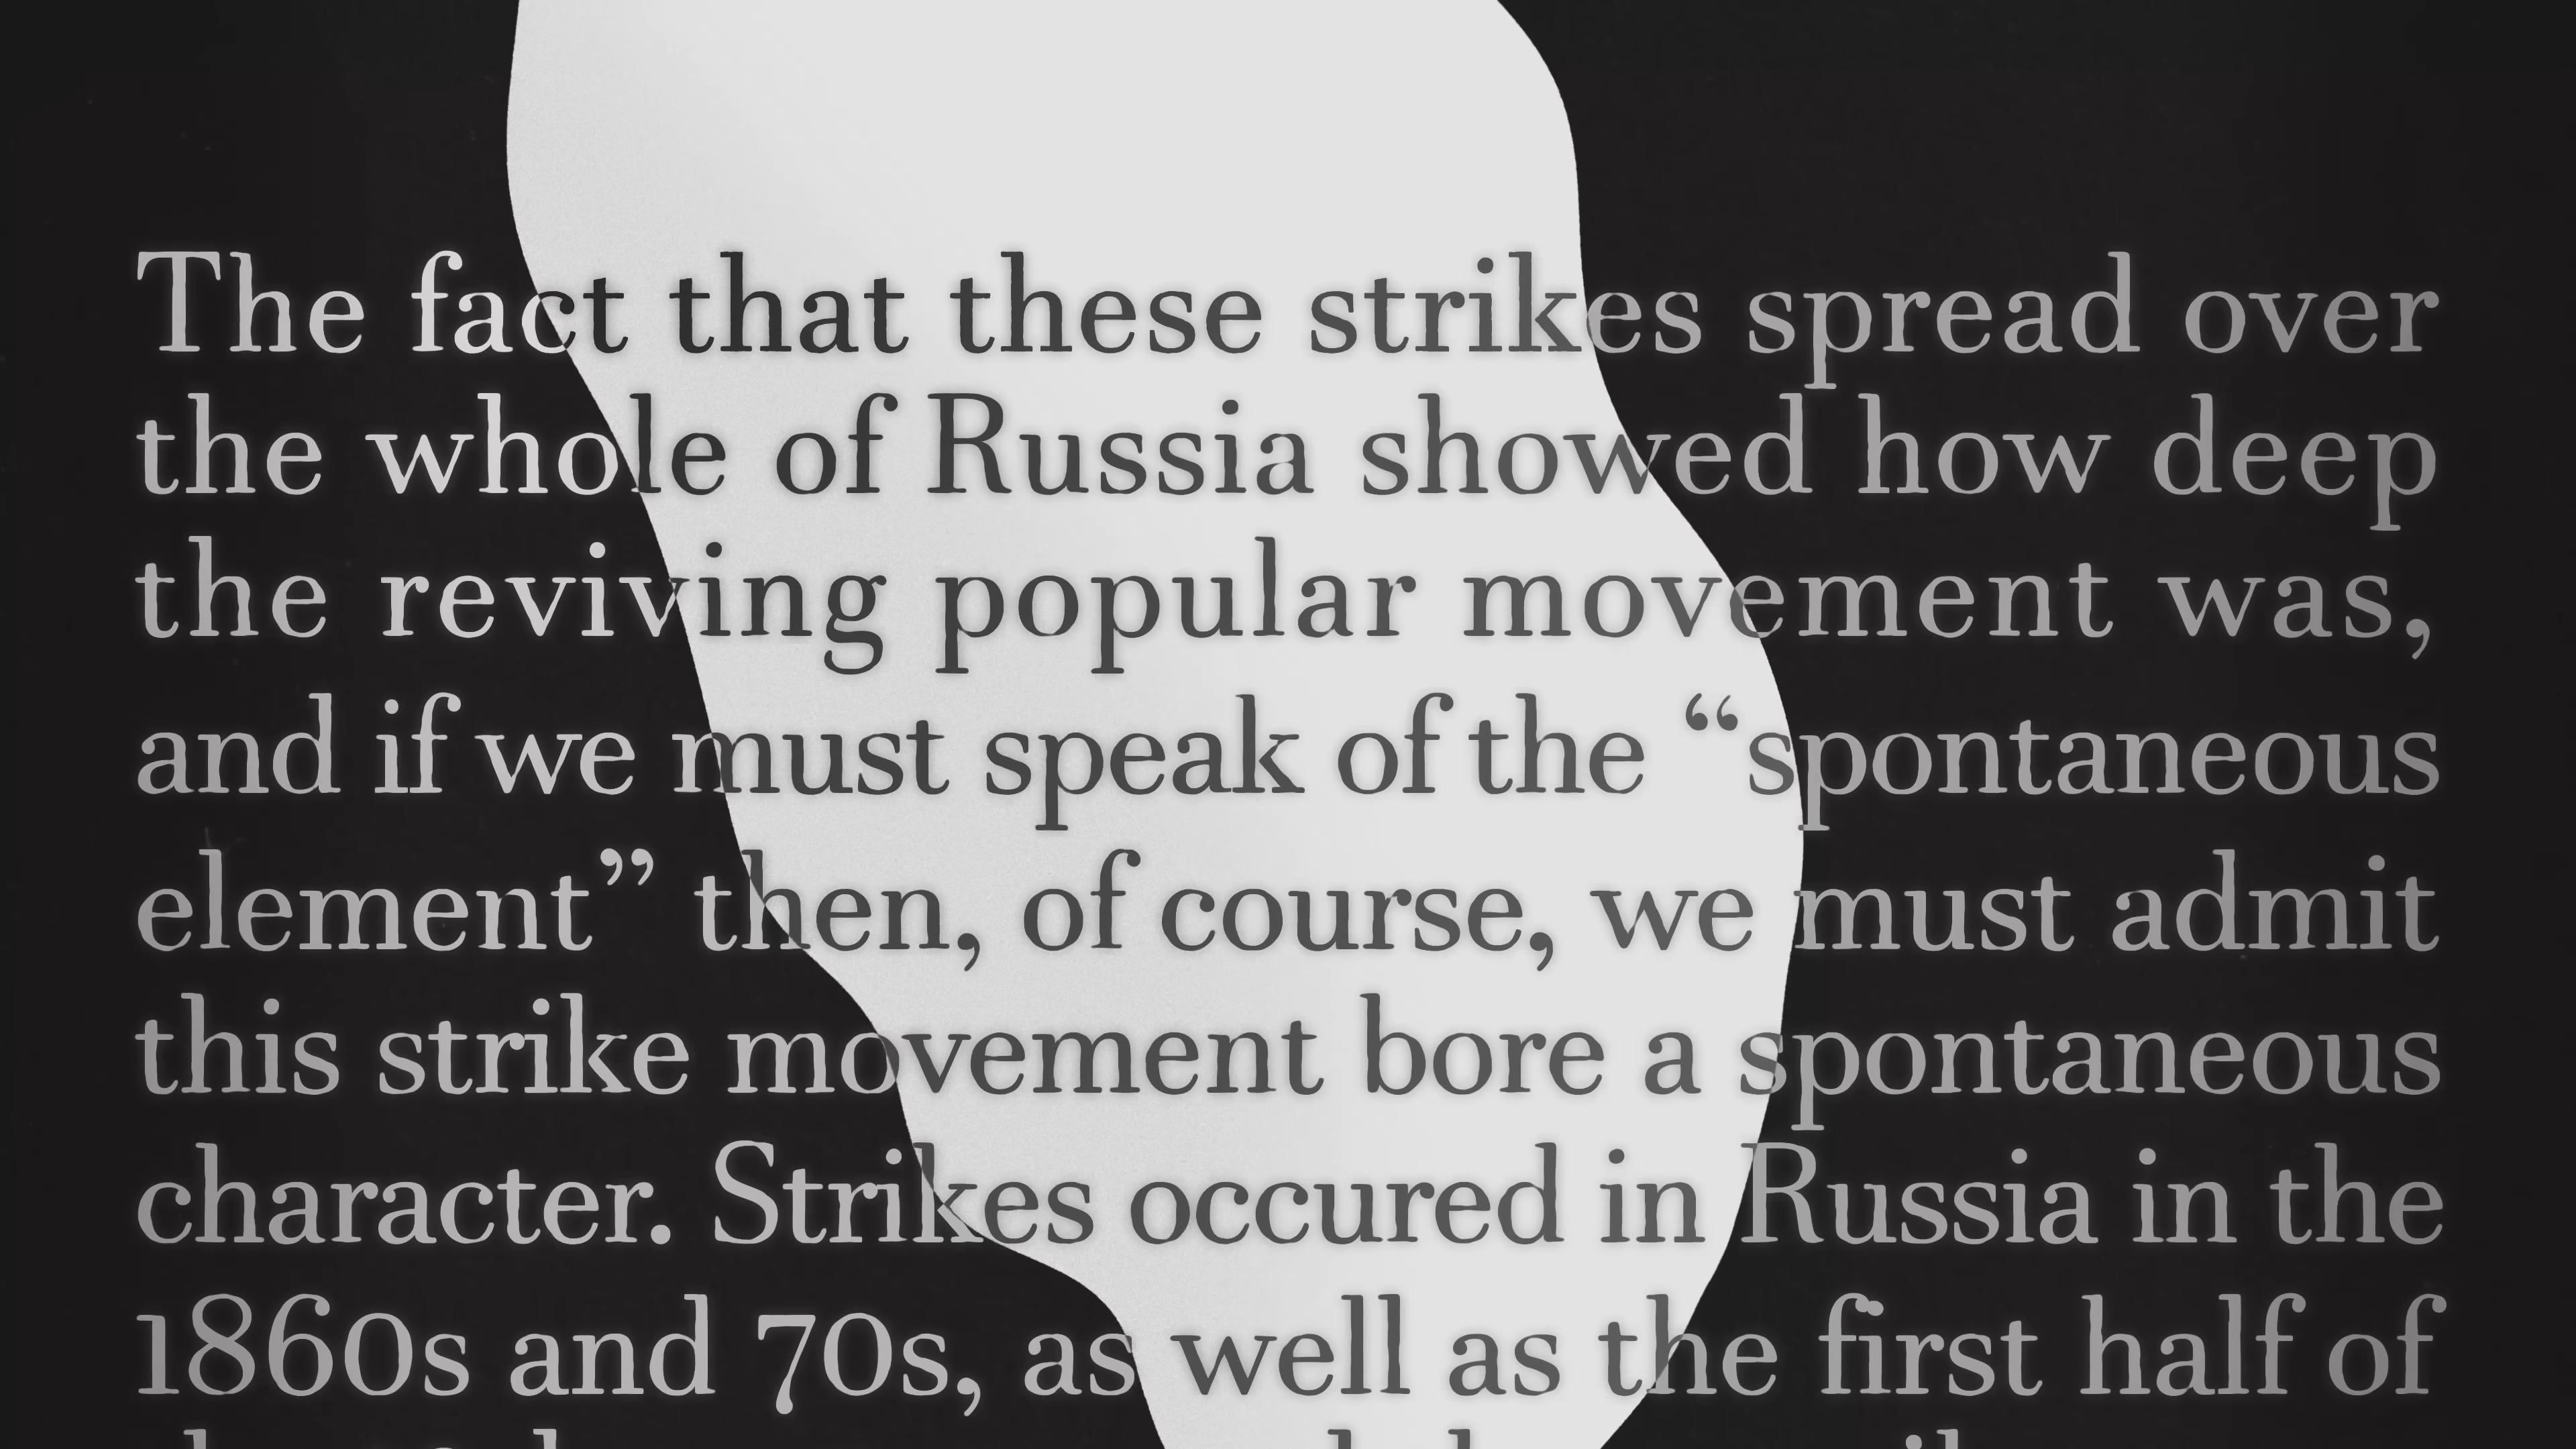 The fact that these strikes spread over
the whole of Russia showed how deep
the reviving popular movement was,
and if we must speak of the “spontaneous
element” then, of course, we must admit
this strike movement bore a spontaneous
character. Strikes occured in Russia in the
1860s and 70s, as well as the first half of